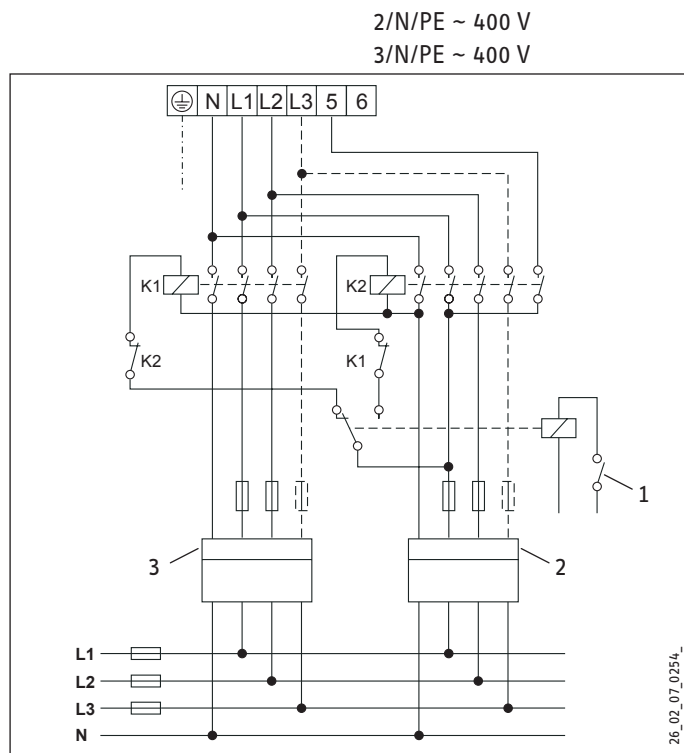 2/N/PE ~ 400 V
3/N/PE ~ 400 V
N L1 L2 L3 5 6
K1 K2
K2 K1
1
3 2
L1
L2
L3
N
26_02_07_0254_